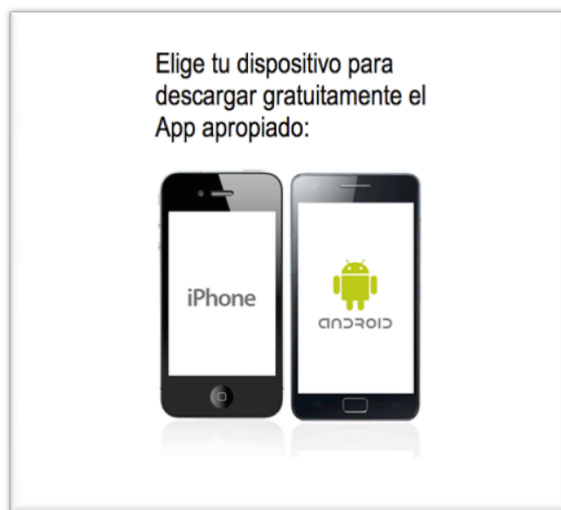 Elige tu dispositivo para
descargar gratuitamente el
App apropiado:
iPhone
ANDROID